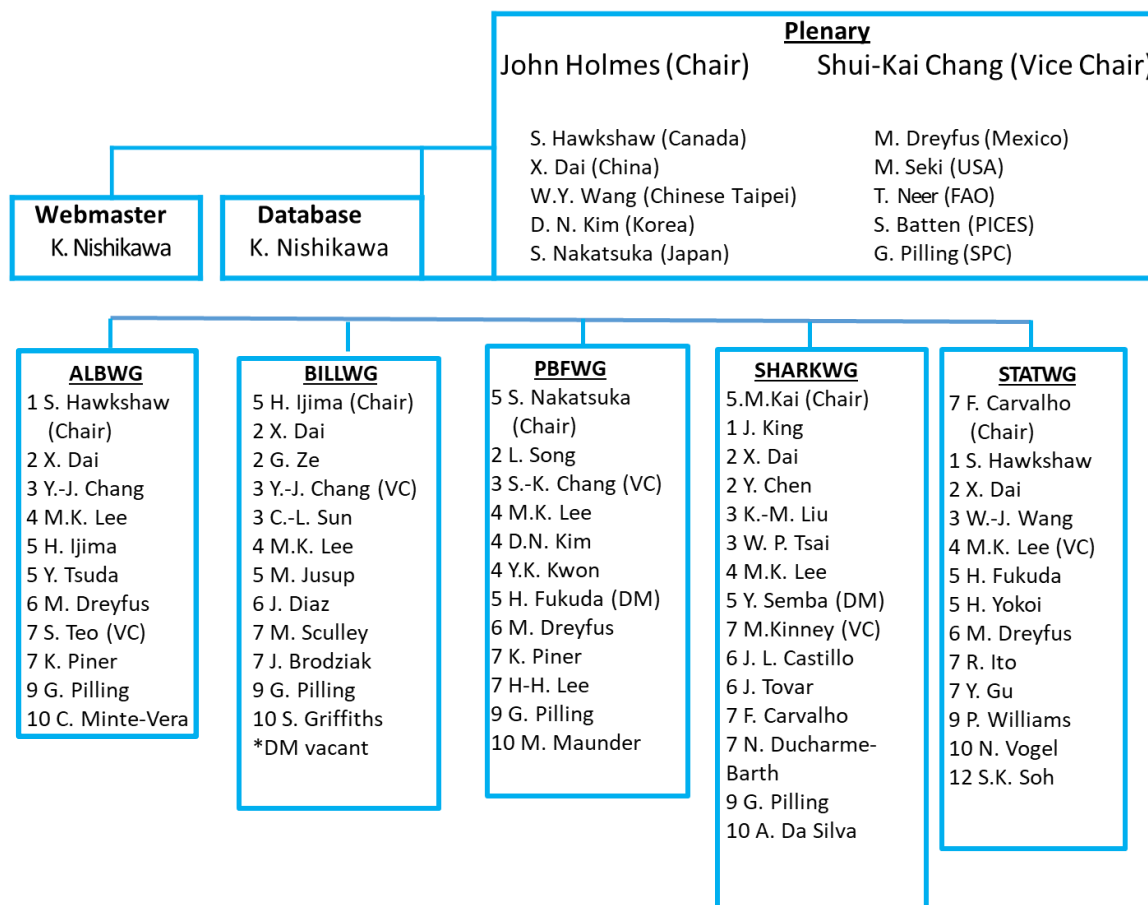 Plenary
John Holmes (Chair) Shui-Kai Chang (Vice Chair)
S. Hawkshaw (Canada)
X. Dai (China)
W.Y. Wang (Chinese Taipei)
D. N. Kim (Korea)
S. Nakatsuka (Japan)
M. Dreyfus (Mexico)
M. Seki (USA)
T. Neer (FAO)
S. Batten (PICES)
G. Pilling (SPC)
Webmaster
K. Nishikawa
Database
K. Nishikawa
ALBWG
1 S. Hawkshaw
(Chair)
2 X. Dai
3 Y.-J. Chang
4 M.K. Lee
5 H. Ijima
5 Y. Tsuda
6 M. Dreyfus
7 S. Teo (VC)
7 K. Piner
9 G. Pilling
10 C. Minte-Vera
BILLWG
5 H. Ijima (Chair)
2 X. Dai
2 G. Ze
3 Y.-J. Chang (VC)
3 C.-L. Sun
4 M.K. Lee
5 M. Jusup
6 J. Diaz
7 M. Sculley
7 J. Brodziak
9 G. Pilling
10 S. Griffiths
*DM vacant
PBFWG
5 S. Nakatsuka
(Chair)
2 L. Song
3 S.-K. Chang (VC)
4 M.K. Lee
4 D.N. Kim
4 Y.K. Kwon
5 H. Fukuda (DM)
6 M. Dreyfus
7 K. Piner
7 H-H. Lee
9 G. Pilling
10 M. Maunder
SHARKWG
5.M.Kai (Chair)
1 J. King
2 X. Dai
2 Y. Chen
3 K.-M. Liu
3 W. P. Tsai
4 M.K. Lee
5 Y. Semba (DM)
7 M.Kinney (VC)
6 J. L. Castillo
6 J. Tovar
7 F. Carvalho
7 N. Ducharme-
Barth
9 G. Pilling
10 A. Da Silva
STATWG
7 F. Carvalho
(Chair)
1 S. Hawkshaw
2 X. Dai
3 W.-J. Wang
4 M.K. Lee (VC)
5 H. Fukuda
5 H. Yokoi
6 M. Dreyfus
7 R. Ito
7 Y. Gu
9 P. Williams
10 N. Vogel
12 S.K. Soh